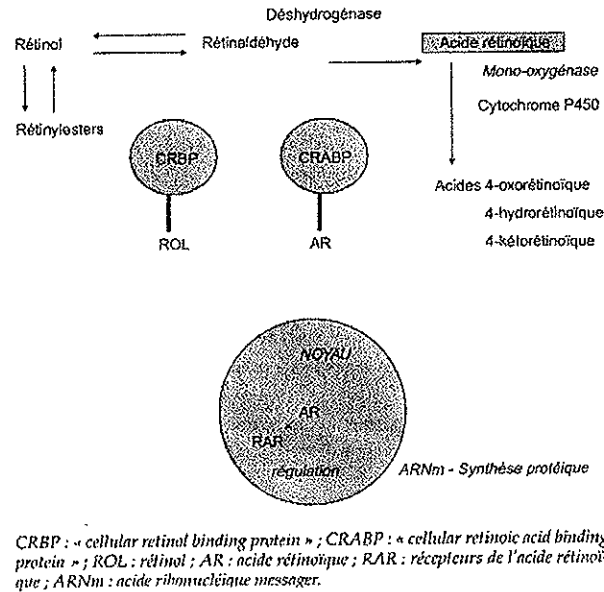 Déshydrogénase
Rétinol
Rétinaldéhyde
Acide rétinoïque
Mono-oxygénase
Cytochrome P450
Rétinylesters
CRBP
CRABP
Acides 4-oxorétinoïque
4-hydrorétinoïque
4-kétorétinoïque
ROL
AR
NOYAU
AR
RAR
régulation
ARNm - Synthèse protéique
CRBP : « cellular retinol binding protein » ; CRABP : « cellular retinoic acid binding
protein » ; ROL : rétinol ; AR : acide rétinoïque ; RAR : récepteurs de l'acide rétinoï-
que ; ARNm : acide ribonucléique messager.